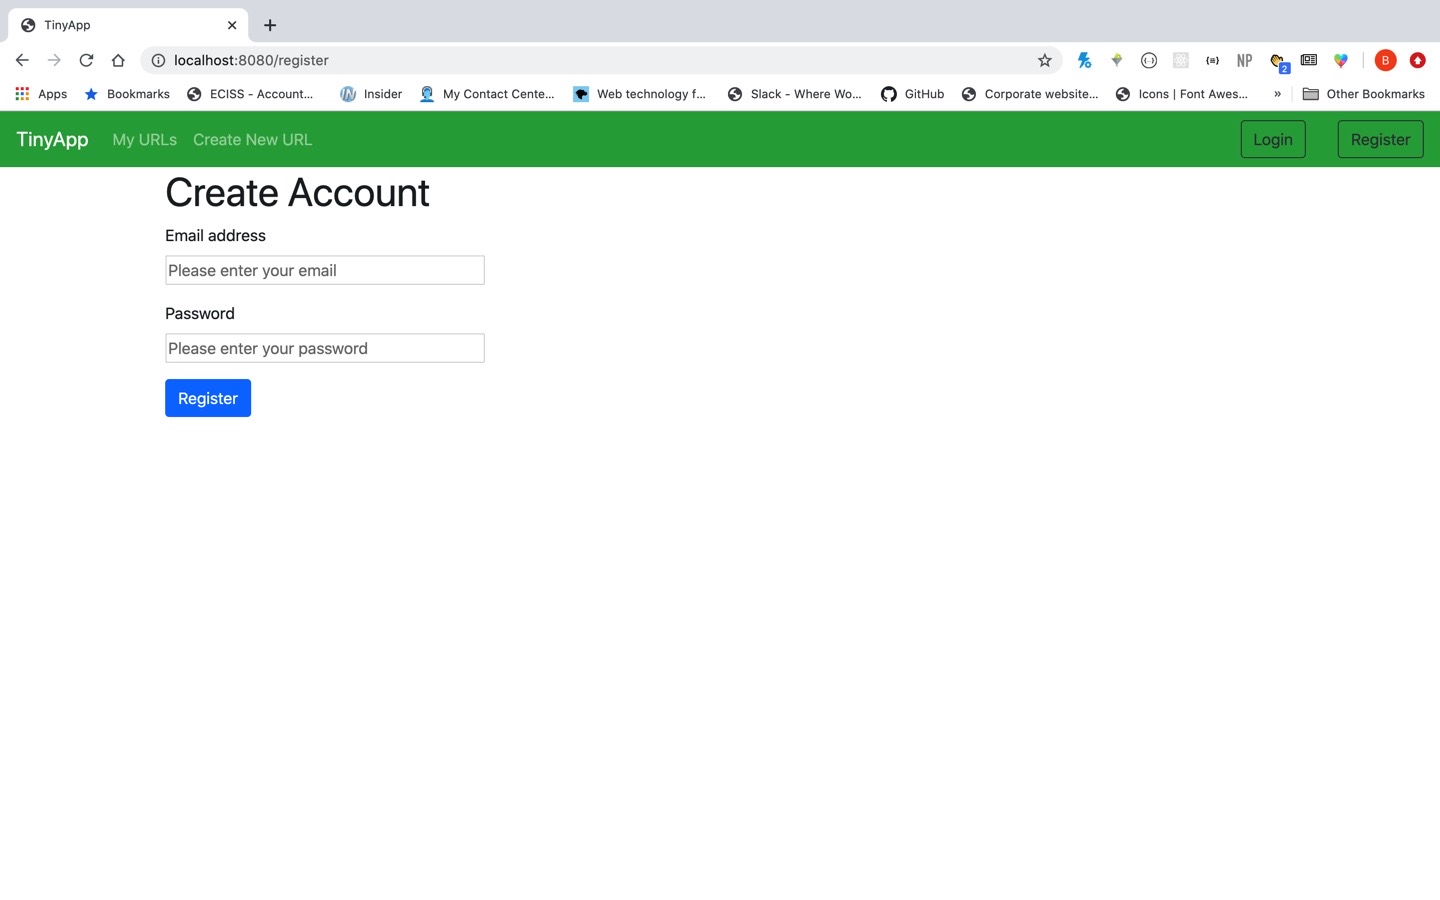 TinyApp
localhost:8080/register
NP
2
B
Apps
Bookmarks
ECISS - Account...
Insider
My Contact Cente...
Web technology f...
Slack - Where Wo...
GitHub
Corporate website...
Icons | Font Awes...
»
Other Bookmarks
TinyApp
My URLs
Create New URL
Login
Register
Create Account
Email address
Please enter your email
Password
Please enter your password
Register